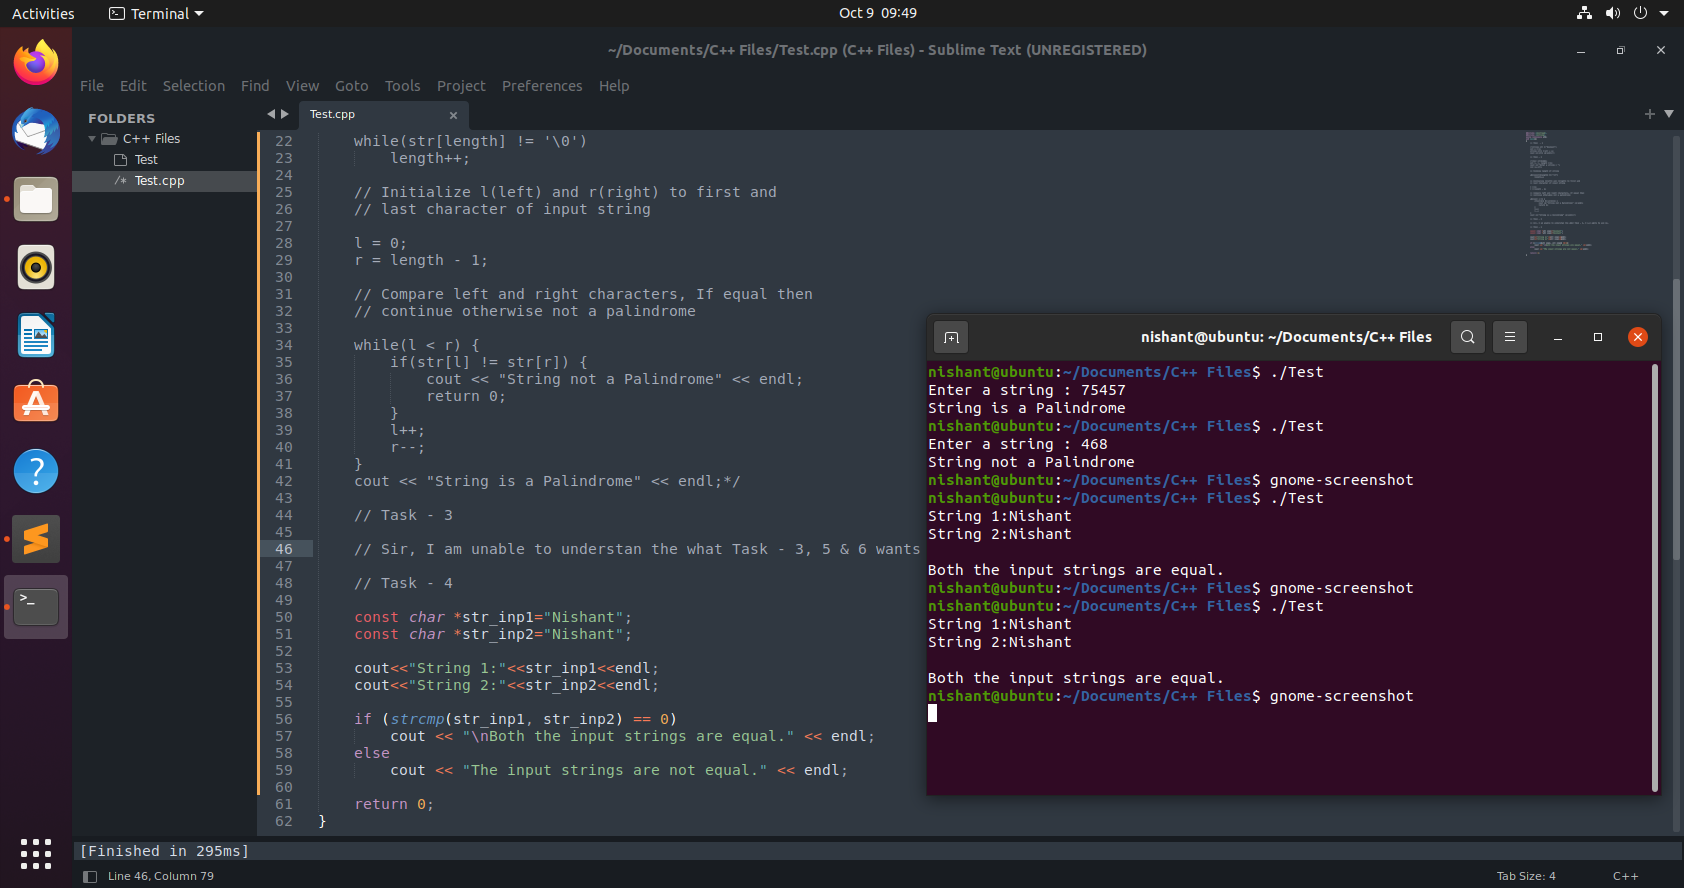 Activities
Terminal
Oct 9 09:49
~/Documents/C++ Files/Test.cpp (C++ Files) - Sublime Text (UNREGISTERED)
File Edit Selection Find View Goto Tools Project Preferences Help
FOLDERS
C++ Files
Test
/* Test.cpp
Test.cpp
22 while(str[length] != '\0')
23 length++;
24
25 // Initialize l(left) and r(right) to first and
26 // last character of input string
27
28 l = 0;
29 r = length - 1;
30
31 // Compare left and right characters, If equal then
32 // continue otherwise not a palindrome
33
34 while(l < r) {
35 if(str[l] != str[r]) {
36 cout << "String not a Palindrome" << endl;
37 return 0;
38 }
39 l++;
40 r--;
41 }
42 cout << "String is a Palindrome" << endl;*/
43
44 // Task - 3
45
46 // Sir, I am unable to understan the what Task - 3, 5 & 6 wants
47
48 // Task - 4
49
50 const char *str_inp1="Nishant";
51 const char *str_inp2="Nishant";
52
53 cout<<"String 1:"<<str_inp1<<endl;
54 cout<<"String 2:"<<str_inp2<<endl;
55
56 if (strcmp(str_inp1, str_inp2) == 0)
57 cout << "\nBoth the input strings are equal." << endl;
58 else
59 cout << "The input strings are not equal." << endl;
60
61 return 0;
62 }
nishant@ubuntu: ~/Documents/C++ Files
nishant@ubuntu:~/Documents/C++ Files$ ./Test
Enter a string : 75457
String is a Palindrome
nishant@ubuntu:~/Documents/C++ Files$ ./Test
Enter a string : 468
String not a Palindrome
nishant@ubuntu:~/Documents/C++ Files$ gnome-screenshot
nishant@ubuntu:~/Documents/C++ Files$ ./Test
String 1:Nishant
String 2:Nishant
Both the input strings are equal.
nishant@ubuntu:~/Documents/C++ Files$ gnome-screenshot
nishant@ubuntu:~/Documents/C++ Files$ ./Test
String 1:Nishant
String 2:Nishant
Both the input strings are equal.
nishant@ubuntu:~/Documents/C++ Files$ gnome-screenshot
[Finished in 295ms]
Line 46, Column 79
Tab Size: 4
C++